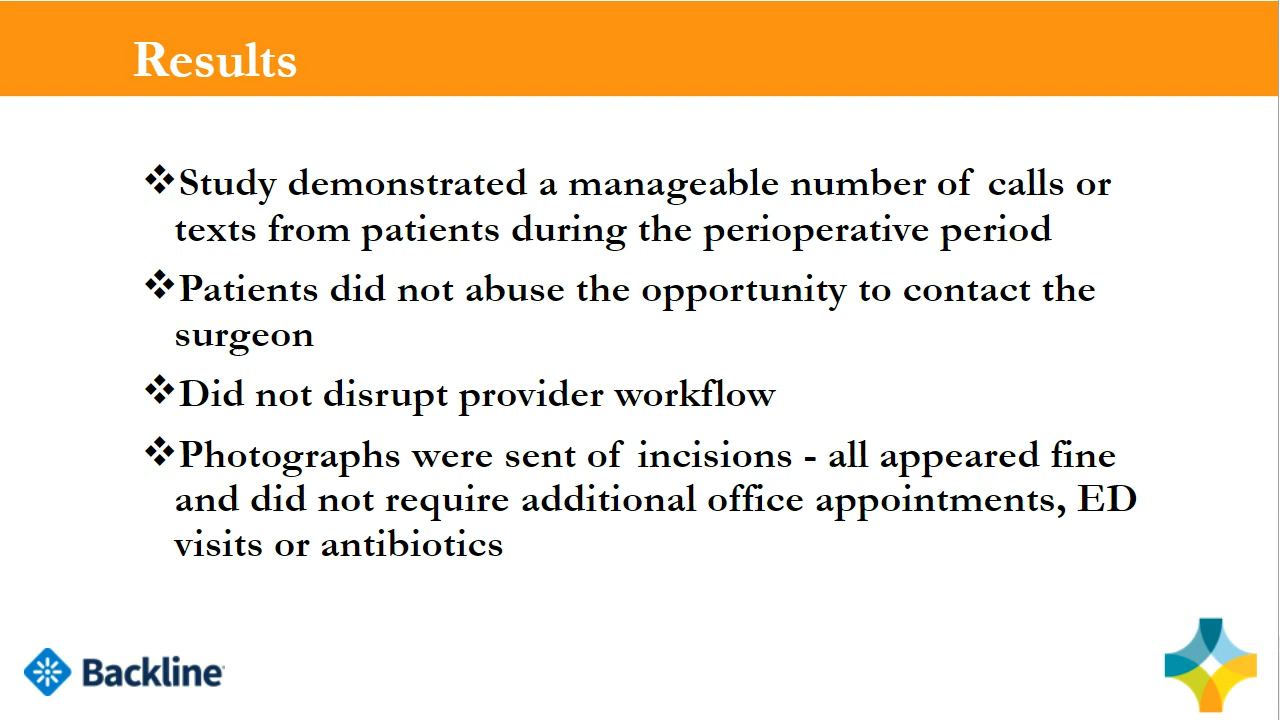 Results
❖Study demonstrated a manageable number of calls or
texts from patients during the perioperative period
❖Patients did not abuse the opportunity to contact the
surgeon
❖Did not disrupt provider workflow
❖Photographs were sent of incisions - all appeared fine
and did not require additional office appointments, ED
visits or antibiotics
Backline